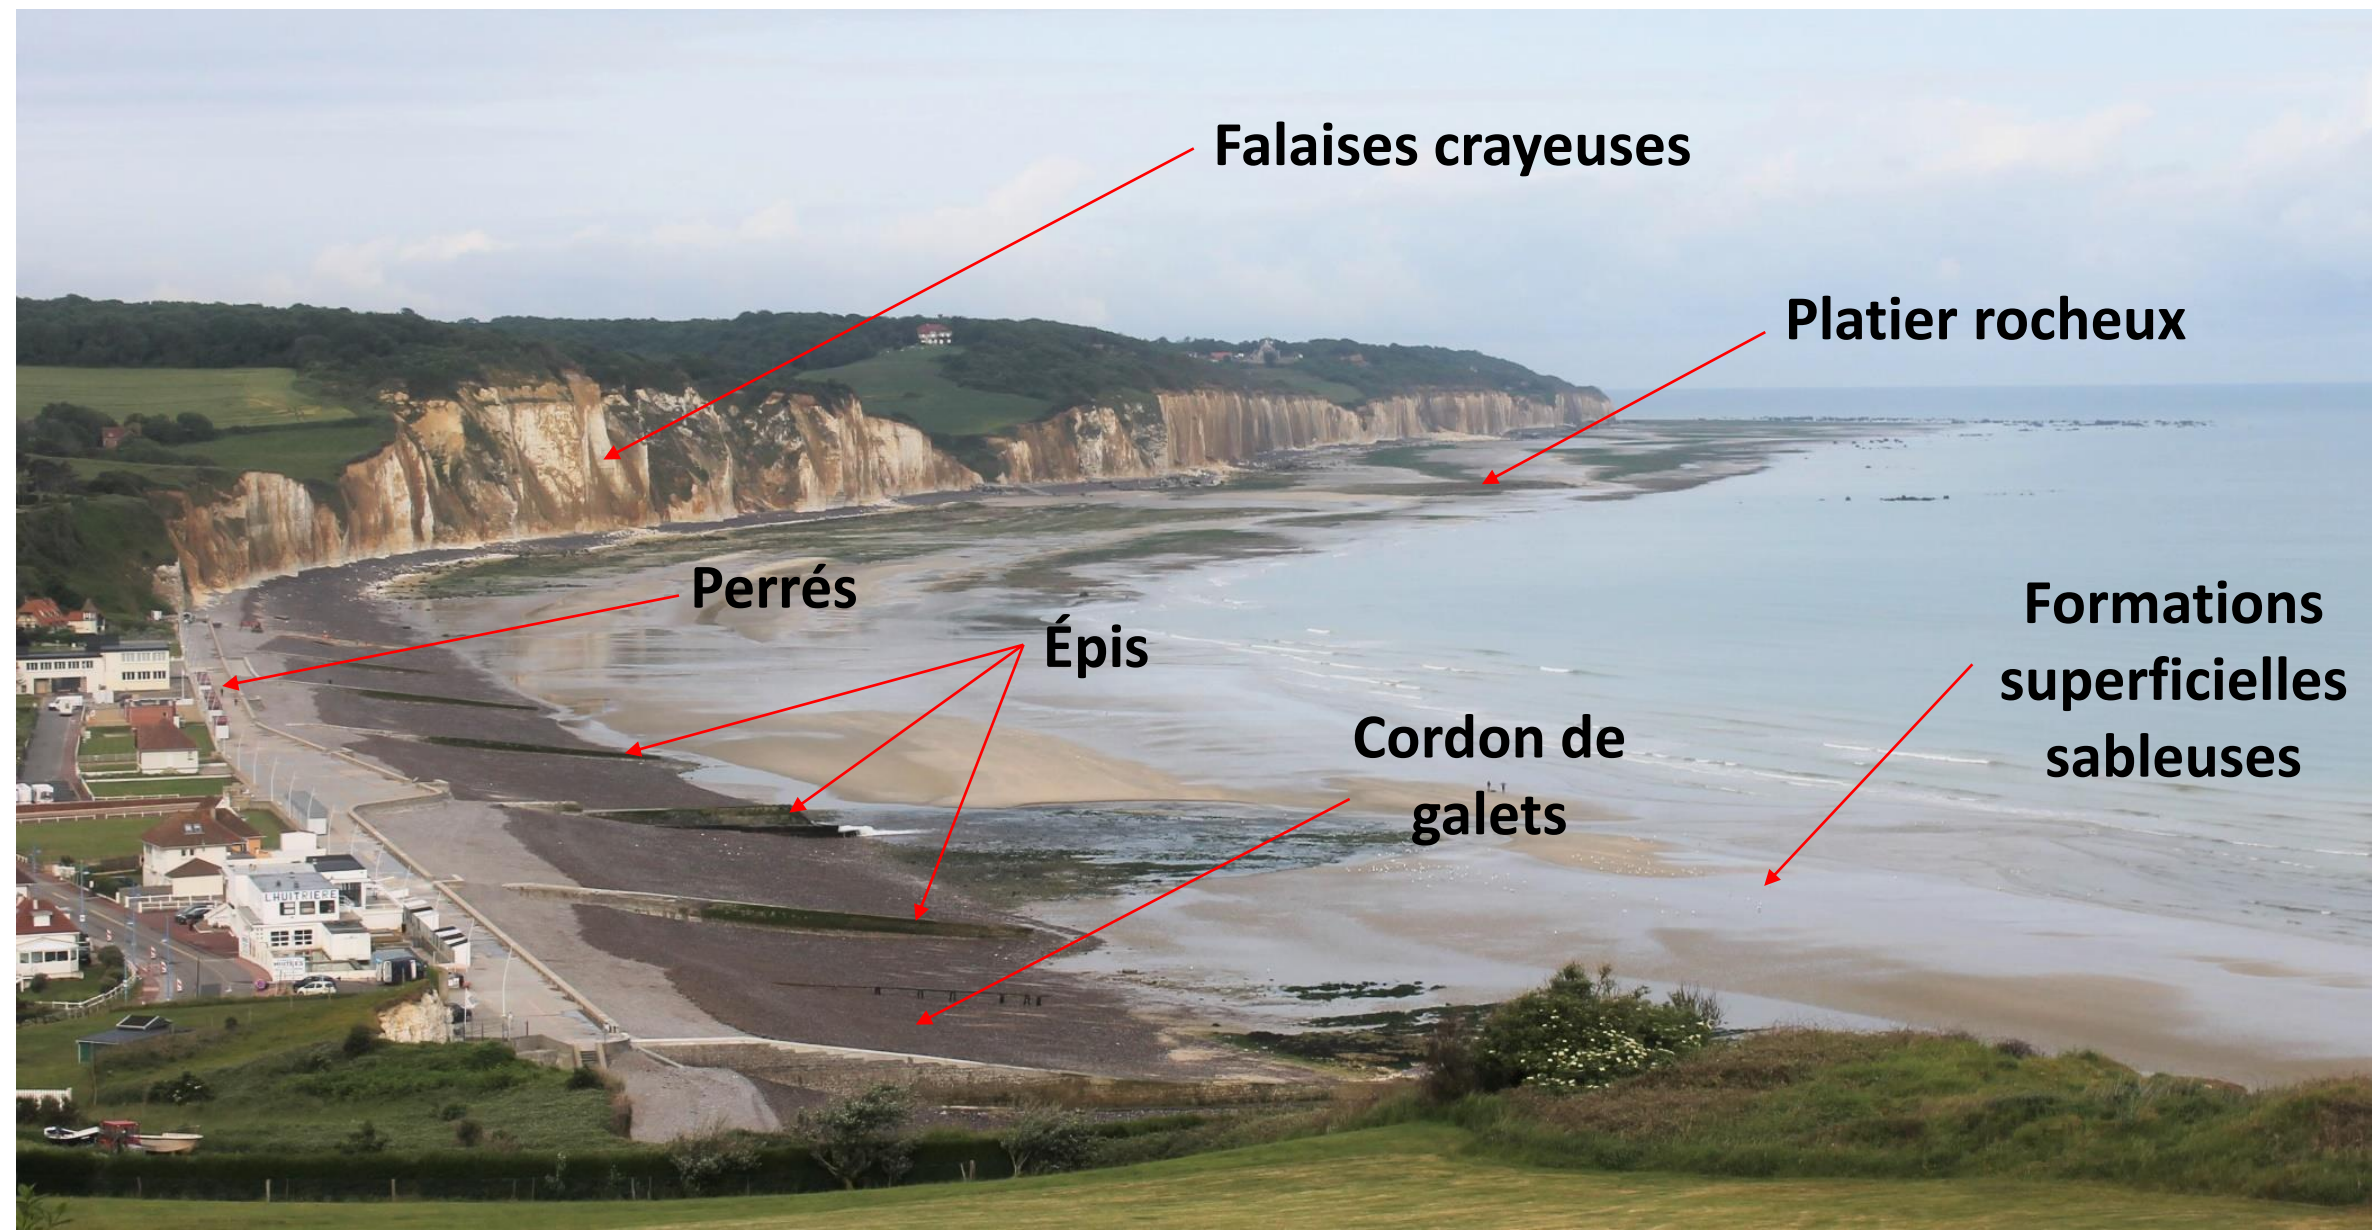 Falaises crayeuses
Platier rocheux
Perrés
Épis
Formations
superficielles
sableuses
Cordon de
galets
L'HUITRIERE